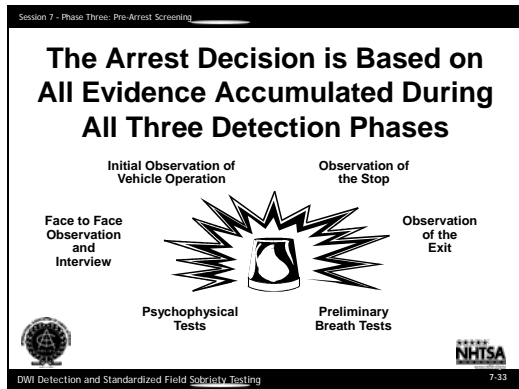 Session 7 - Phase Three: Pre-Arrest Screening
The Arrest Decision is Based on
All Evidence Accumulated During
All Three Detection Phases
Initial Observation of
Vehicle Operation
Observation of
the Stop
Face to Face
Observation
and
Interview
Observation
of the
Exit
Psychophysical
Tests
Preliminary
Breath Tests
NHTSA
DWI Detection and Standardized Field Sobriety Testing
7-33